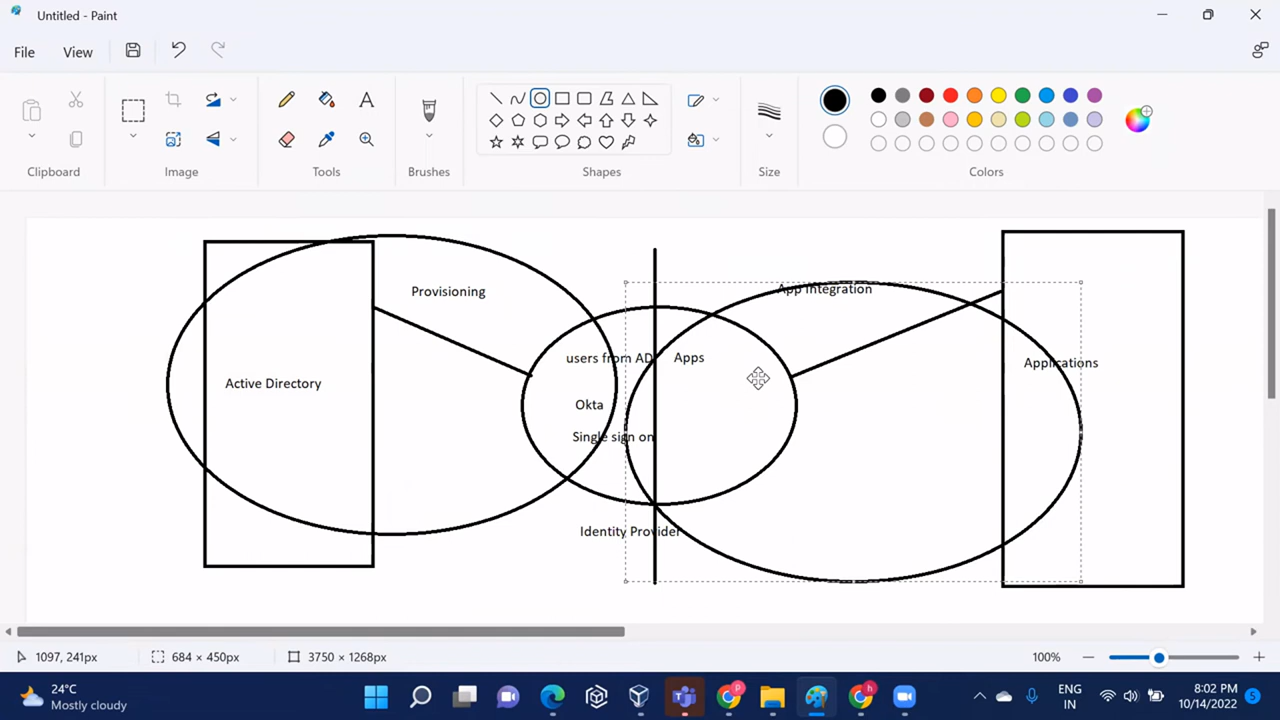 Untitled - Paint
File
View
Clipboard
Image
Tools
Brushes
Shapes
Size
Colors
Provisioning
App Integration
users from AD
Apps
Applications
Active Directory
Okta
Single sign on
Identity Provider
1097, 241px
684 × 450px
3750 × 1268px
100%
24°C
Mostly cloudy
ENG
IN
8:02 PM
10/14/2022
5